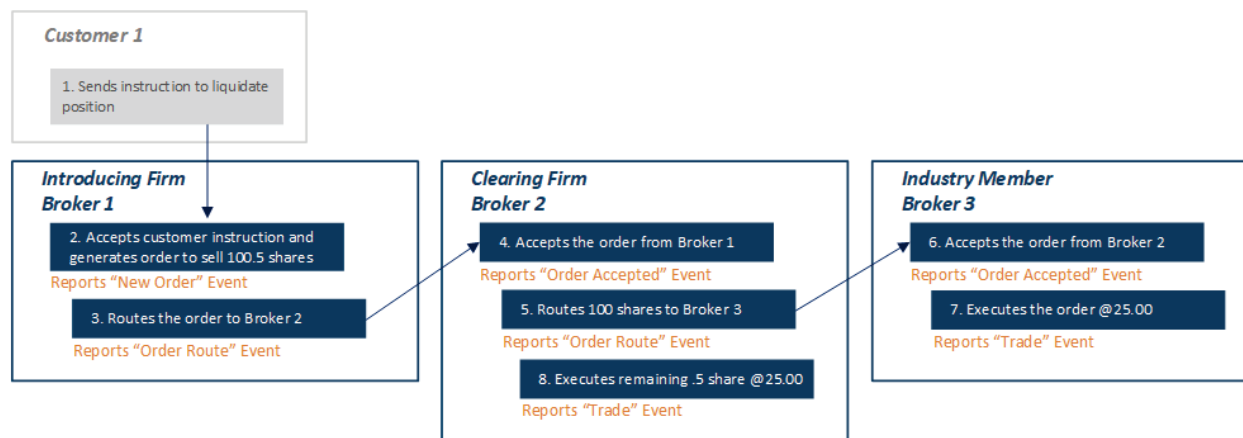 Customer 1
1. Sends instruction to liquidate
position
Introducing Firm
Broker 1
2. Accepts customer instruction and
generates order to sell 100.5 shares
Reports “New Order” Event
3. Routes the order to Broker 2
Reports “Order Route” Event
Clearing Firm
Broker 2
4. Accepts the order from Broker 1
Reports “Order Accepted” Event
5. Routes 100 shares to Broker 3
Reports “Order Route” Event
8. Executes remaining .5 share @25.00
Reports “Trade” Event
Industry Member
Broker 3
6. Accepts the order from Broker 2
Reports “Order Accepted” Event
7. Executes the order @25.00
Reports “Trade” Event